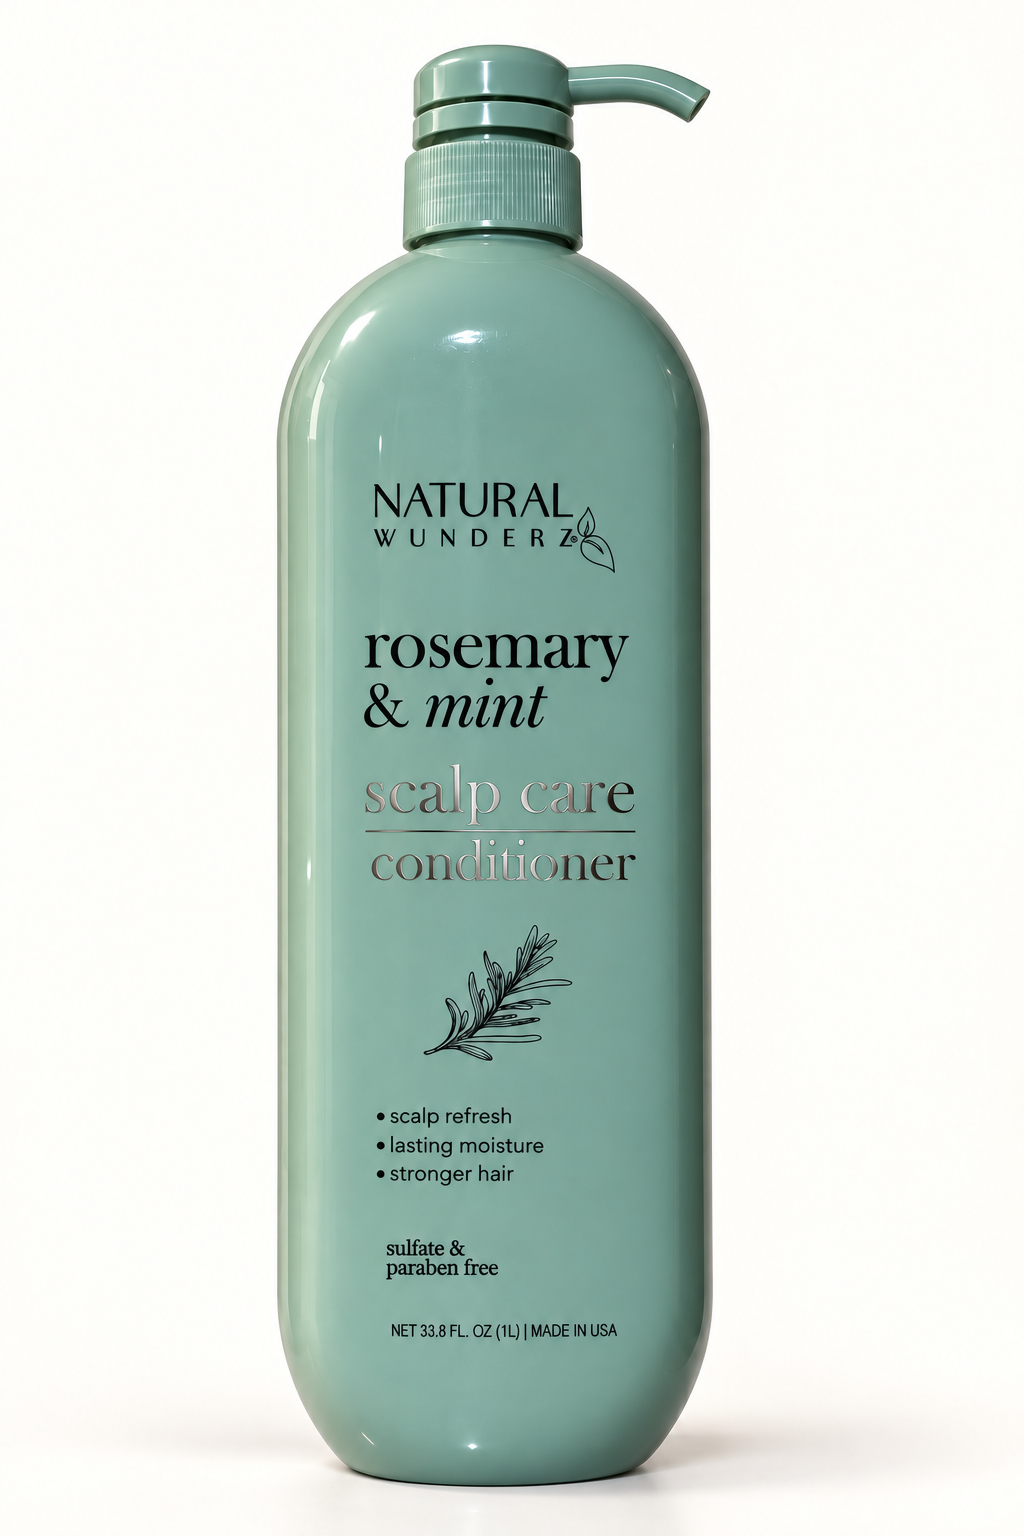 NATURAL
WUNDERZ®
rosemary
& mint
scalp care
conditioner
• scalp refresh
• lasting moisture
• stronger hair
sulfate &
paraben free
NET 33.8 FL. OZ (1L) | MADE IN USA